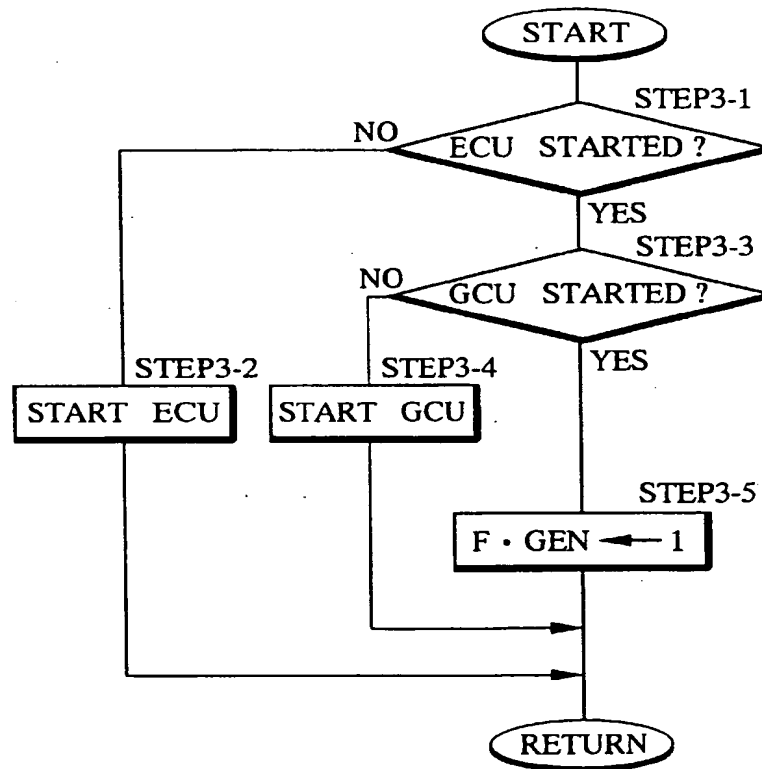 START
STEP3-1
NO
ECU STARTED ?
YES
STEP3-3
NO
GCU STARTED ?
YES
STEP3-2
STEP3-4
START ECU
START GCU
STEP3-5
F · GEN ← 1
RETURN